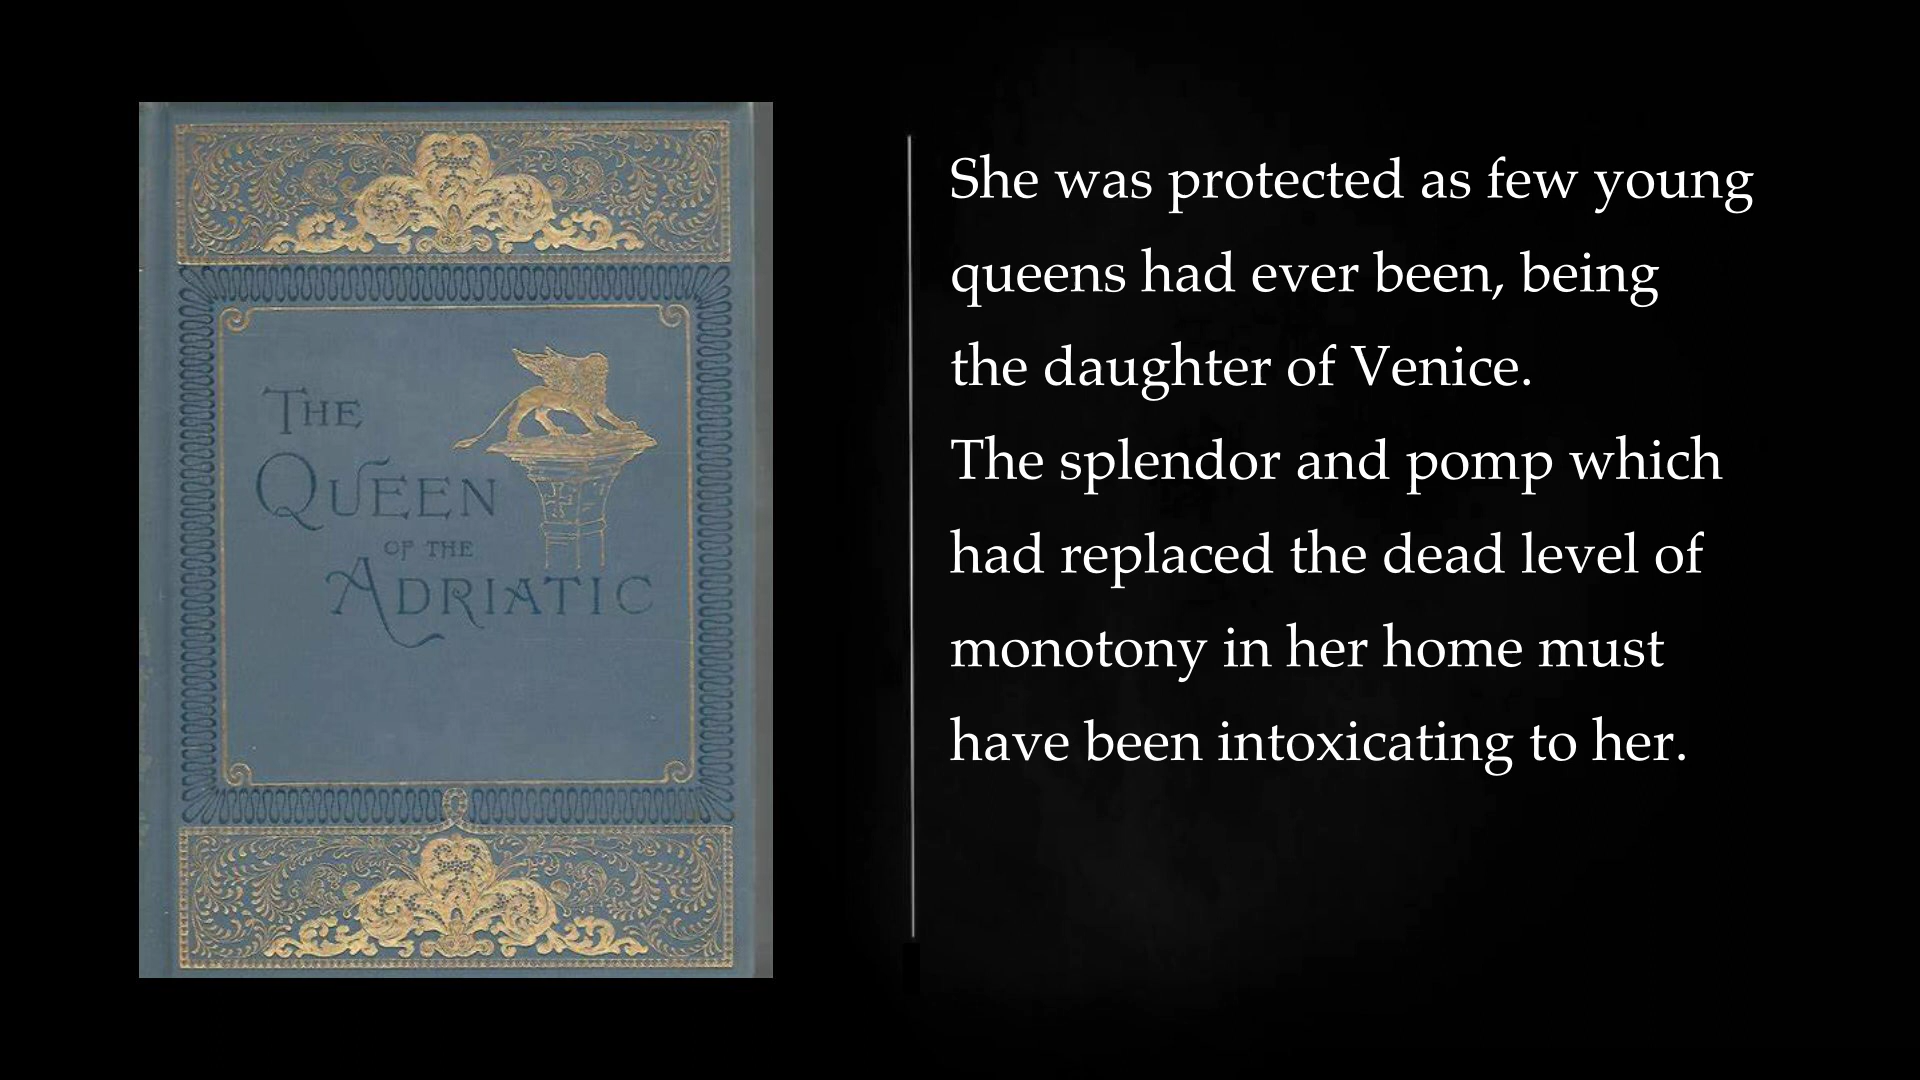 THE
QUEEN
OF THE
ADRIATIC
She was protected as few young
queens had ever been, being
the daughter of Venice.
The splendor and pomp which
had replaced the dead level of
monotony in her home must
have been intoxicating to her.